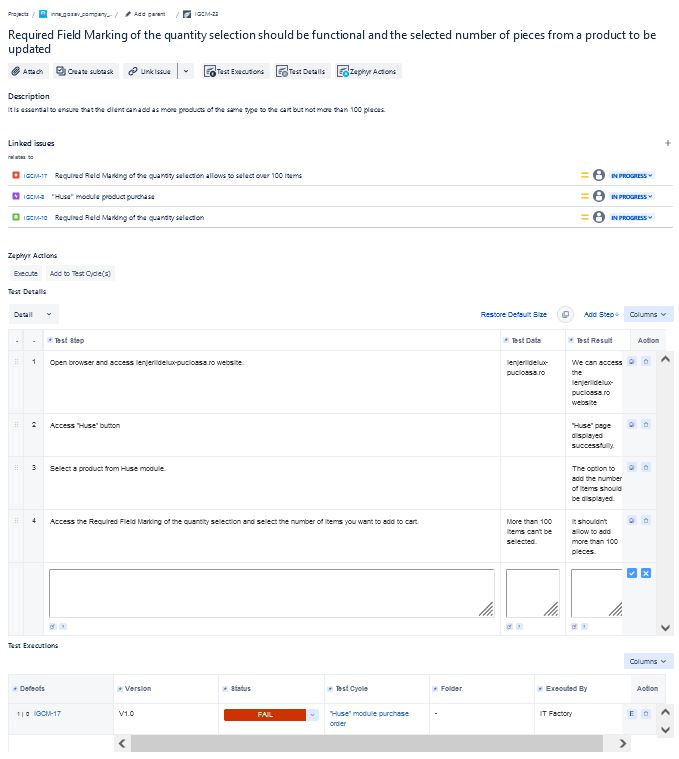 Projects / inna_gosav_company_... / Add parent / IGCM-23
Required Field Marking of the quantity selection should be functional and the selected number of pieces from a product to be
updated
Attach Create subtask Link issue Test Executions Test Details Zephyr Actions
Description
It is essential to ensure that the client can add as more products of the same type to the cart but not more than 100 pieces.
Linked issues
relates to
IGCM-17 Required Field Marking of the quantity selection allows to select over 100 items IN PROGRESS
"Huse" module product purchase IN PROGRESS
Required Field Marking of the quantity selection IN PROGRESS
Zephyr Actions
Execute Add to Test Cycle(s)
Test Details
Detail Restore Default Size Add Step+ Columns
- - Test Step Test Data Test Result Action
1 Open browser and access lenjeriidelux-pucioasa.ro website. lenjeriidelux- We can access
pucioasa.ro the
lenjeriidelux-
pucioasa.ro
website
2 Access "Huse" button "Huse" page
displayed
successfully.
3 Select a product from Huse module. The option to
add the number
of items should
be displayed.
4 Access the Required Field Marking of the quantity selection and select the number of items you want to add to cart. More than 100 It shouldn't
items can't be allow to add
selected. more than 100
pieces.
Test Executions
Columns
Defects Version Status Test Cycle Folder Executed By Action
IGCM-17 V1.0 FAIL "Huse" module purchase - IT Factory E
order